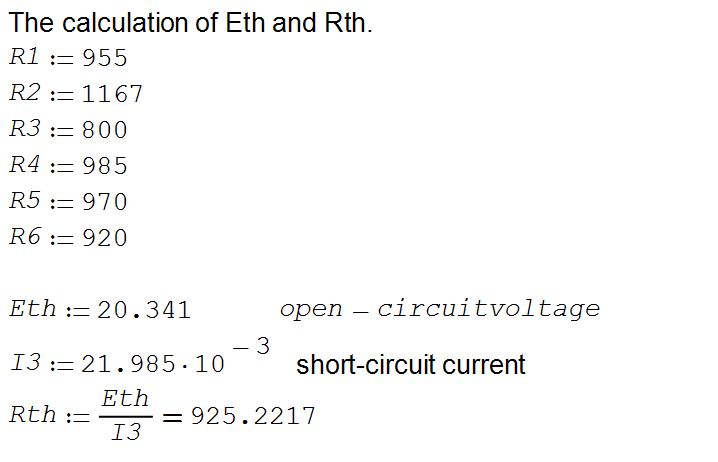 The calculation of Eth and Rth.
R1 := 955
R2 := 1167
R3 := 800
R4 := 985
R5 := 970
R6 := 920
Eth := 20.341 open – circuitvoltage
I3 := 21.985·10^–3 short-circuit current
Rth := Eth/I3 = 925.2217